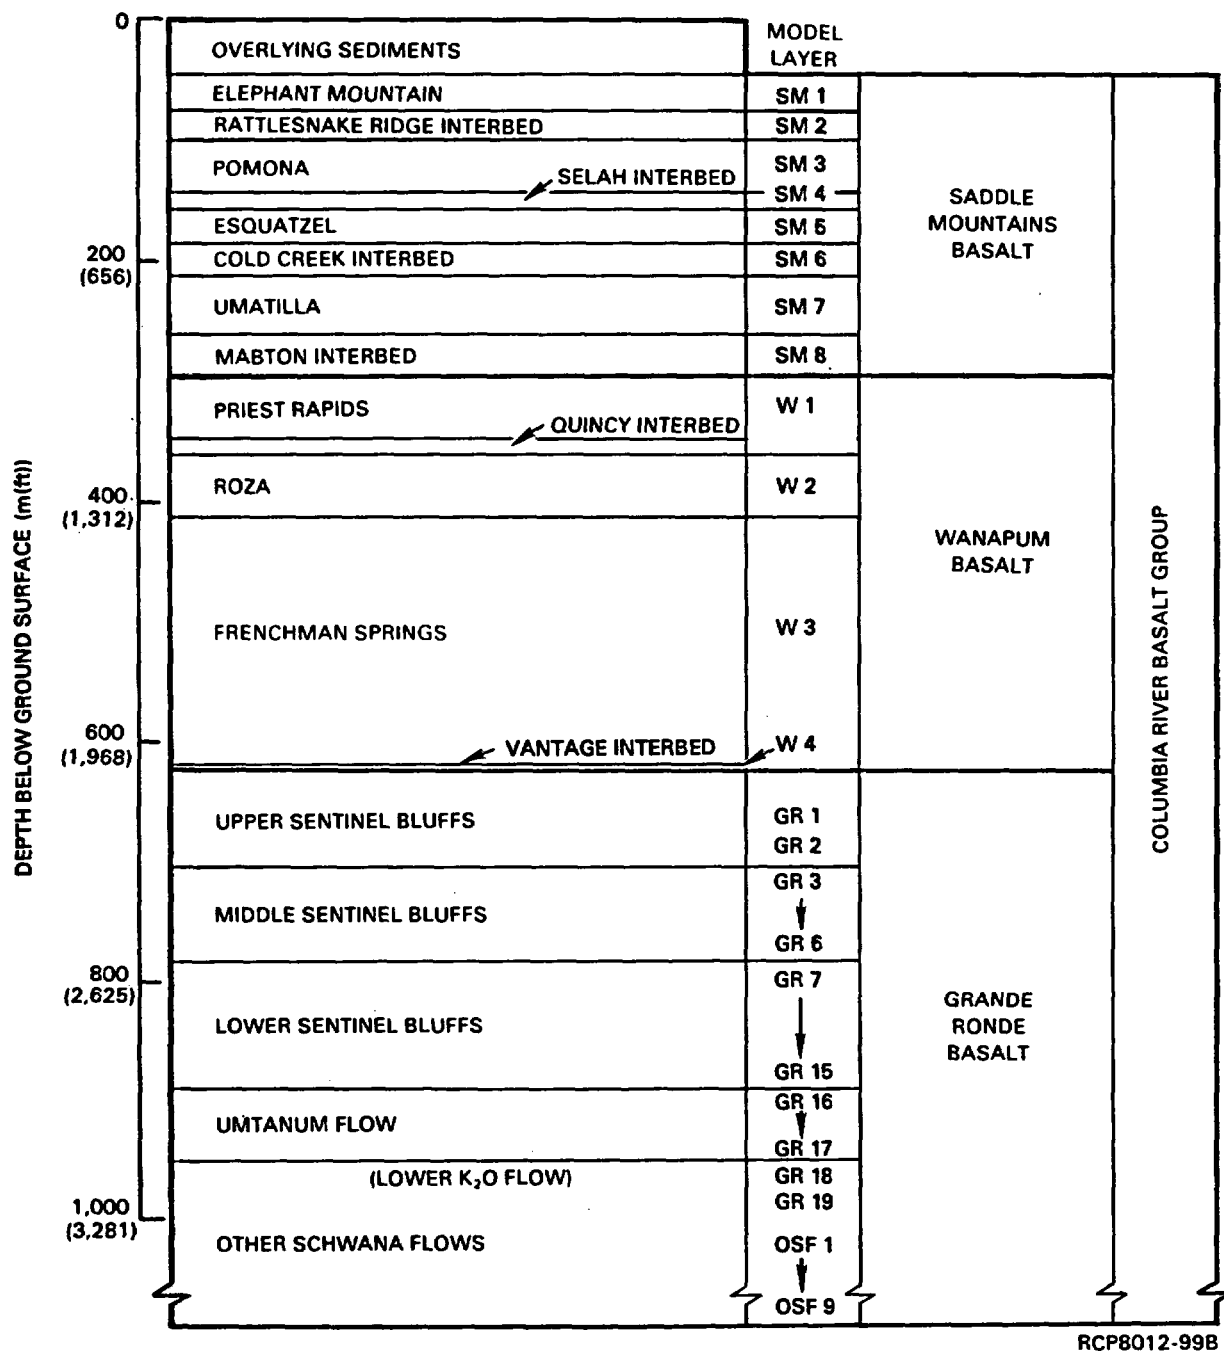 0
OVERLYING SEDIMENTS
MODEL
LAYER
ELEPHANT MOUNTAIN
SM 1
RATTLESNAKE RIDGE INTERBED
SM 2
POMONA
SM 3
SELAH INTERBED
SM 4
SADDLE
MOUNTAINS
BASALT
ESQUATZEL
SM 5
200
(656)
COLD CREEK INTERBED
SM 6
UMATILLA
SM 7
MABTON INTERBED
SM 8
PRIEST RAPIDS
W 1
QUINCY INTERBED
400
(1,312)
ROZA
W 2
WANAPUM
BASALT
FRENCHMAN SPRINGS
W 3
600
(1,968)
VANTAGE INTERBED
W 4
UPPER SENTINEL BLUFFS
GR 1
GR 2
MIDDLE SENTINEL BLUFFS
GR 3
GR 6
800
(2,625)
LOWER SENTINEL BLUFFS
GR 7
GR 15
GRANDE
RONDE
BASALT
UMTANUM FLOW
GR 16
GR 17
(LOWER K₂O FLOW)
GR 18
GR 19
1,000
(3,281)
OTHER SCHWANA FLOWS
OSF 1
OSF 9
DEPTH BELOW GROUND SURFACE (m(ft))
COLUMBIA RIVER BASALT GROUP
RCP8012-99B